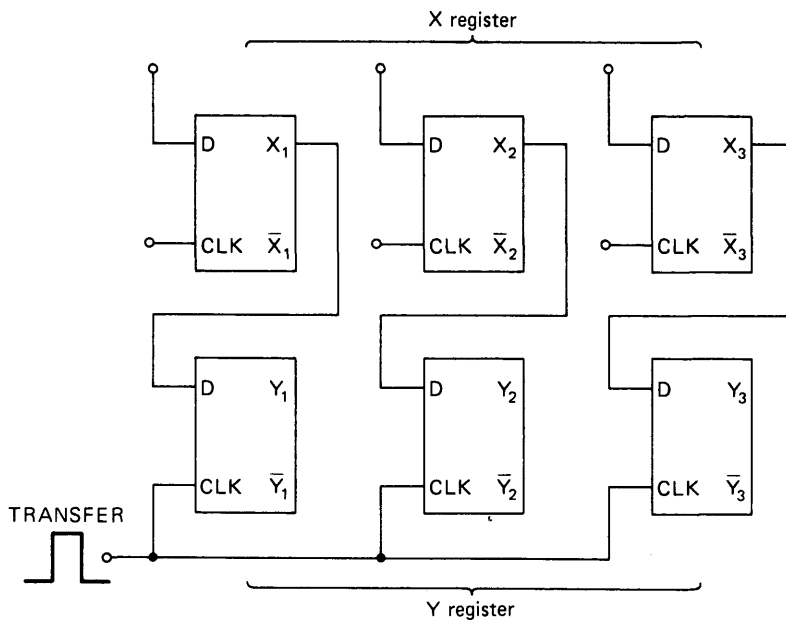 X register
D X₁ D X₂ D X₃
CLK X̄₁ CLK X̄₂ CLK X̄₃
D Y₁ D Y₂ D Y₃
CLK Ȳ₁ CLK Ȳ₂ CLK Ȳ₃
TRANSFER
Y register